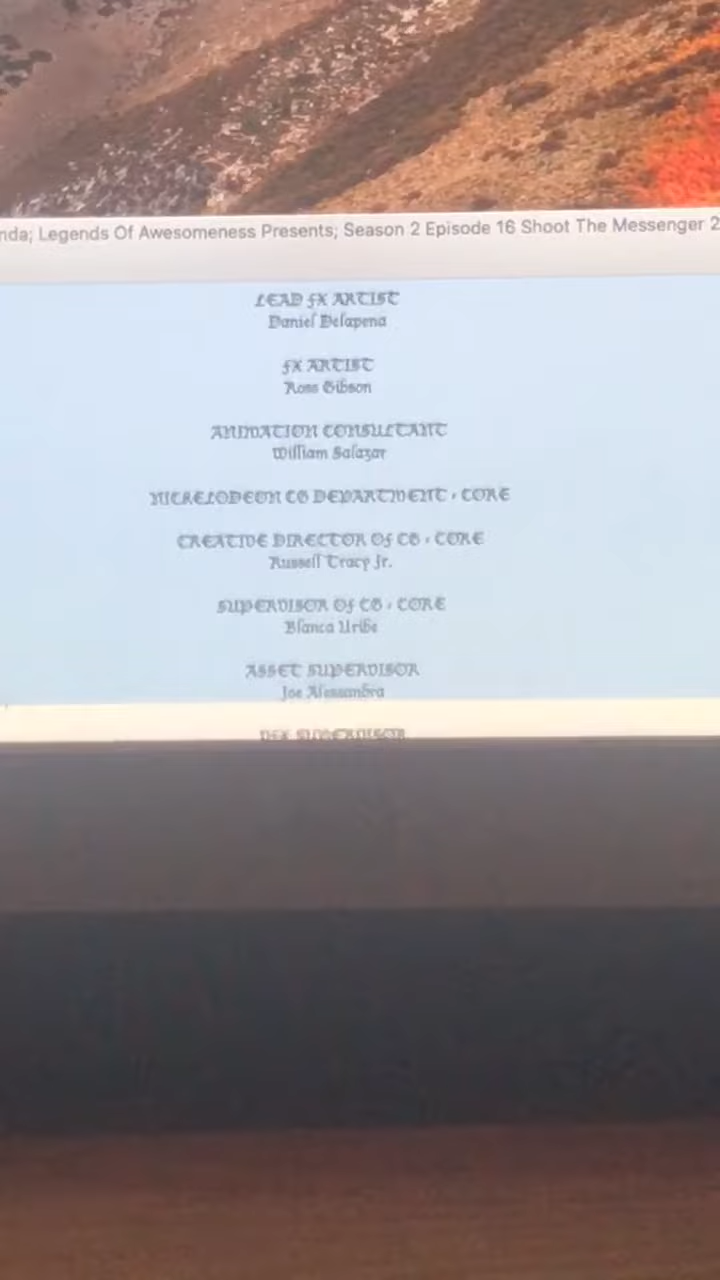 nda; Legends Of Awesomeness Presents; Season 2 Episode 16 Shoot The Messenger 2
LEAD FX ARTIST
Daniel Delapena
FX ARTIST
Ross Gibson
ANIMATION CONSULTANT
William Salazar
NICKELODEON CG DEPARTMENT - CORE
CREATIVE DIRECTOR OF CG - CORE
Russell Tracy Jr.
SUPERVISOR OF CG - CORE
Blanca Uribe
ASSET SUPERVISOR
Joe Alessandra
SUPERVISOR